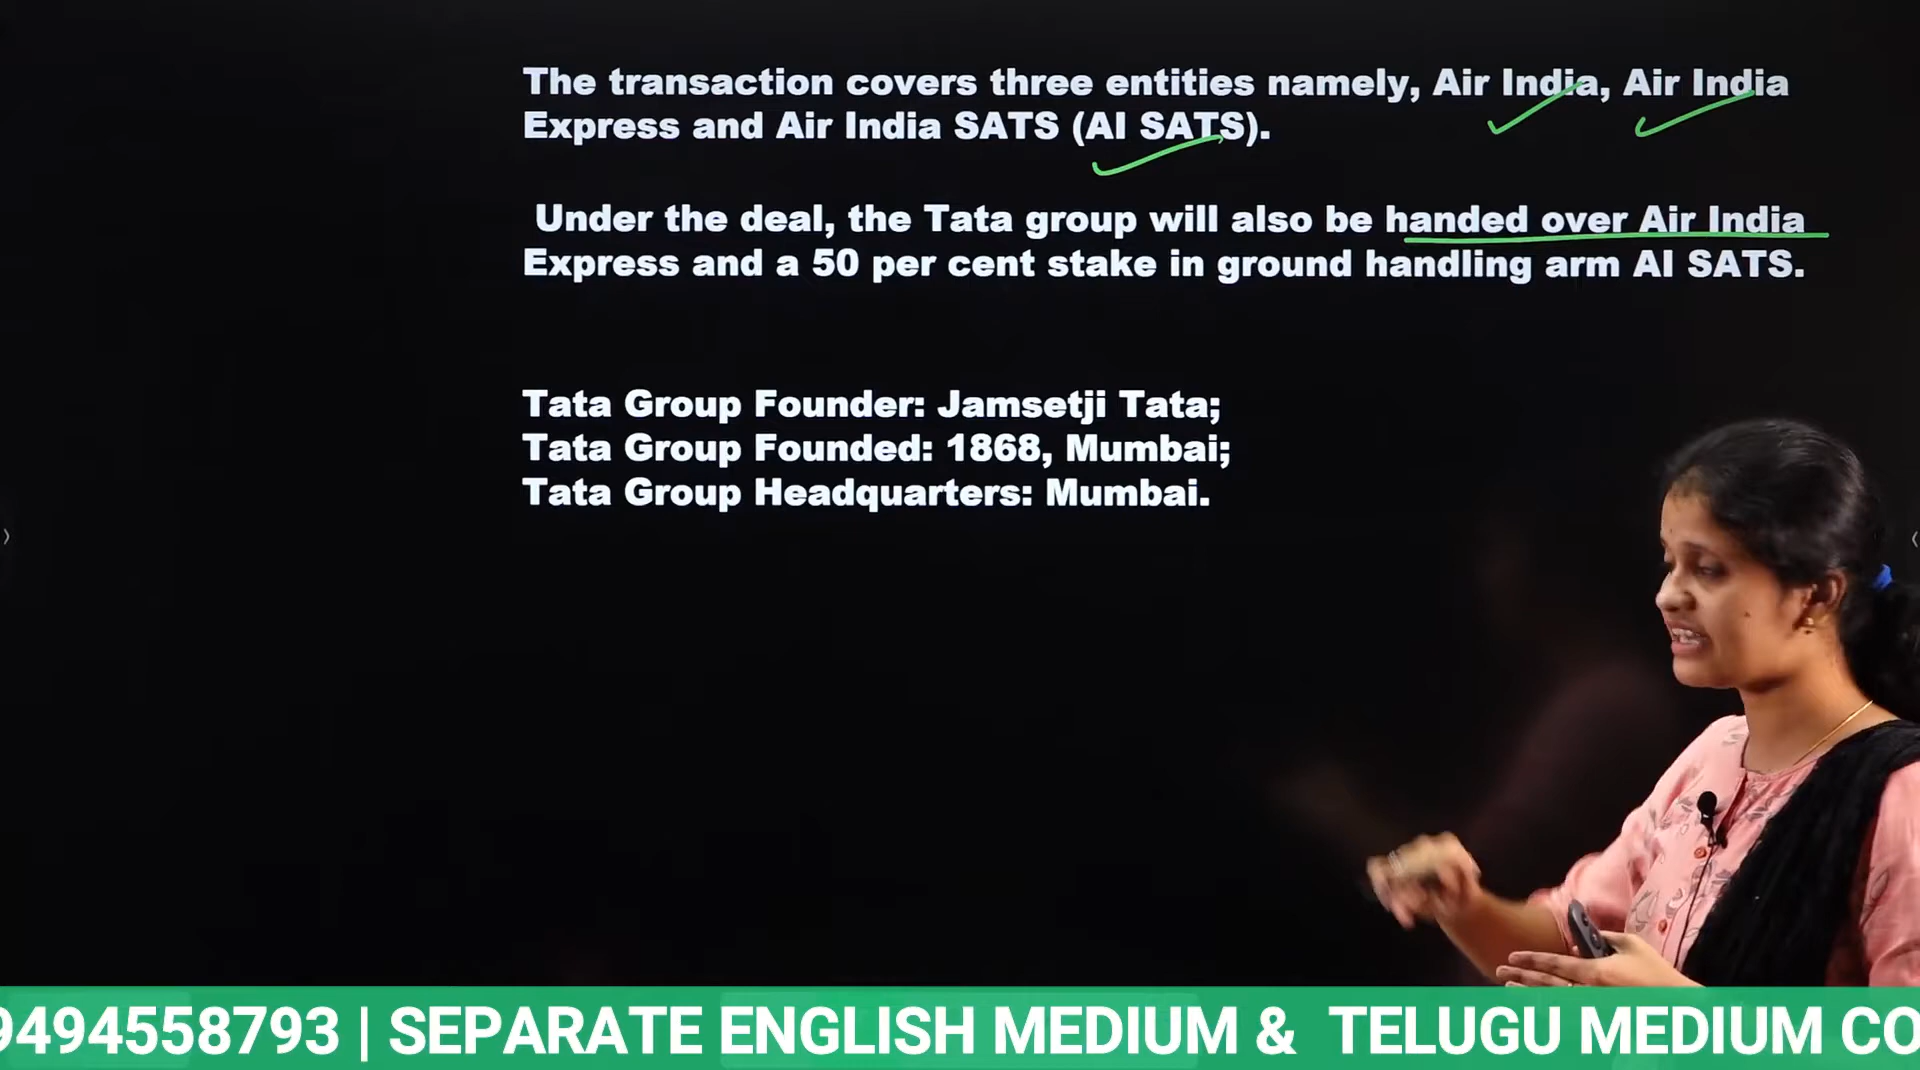 The transaction covers three entities namely, Air India, Air India
Express and Air India SATS (AI SATS).
Under the deal, the Tata group will also be handed over Air India
Express and a 50 per cent stake in ground handling arm AI SATS.
Tata Group Founder: Jamsetji Tata;
Tata Group Founded: 1868, Mumbai;
Tata Group Headquarters: Mumbai.
9494558793 | SEPARATE ENGLISH MEDIUM & TELUGU MEDIUM CO